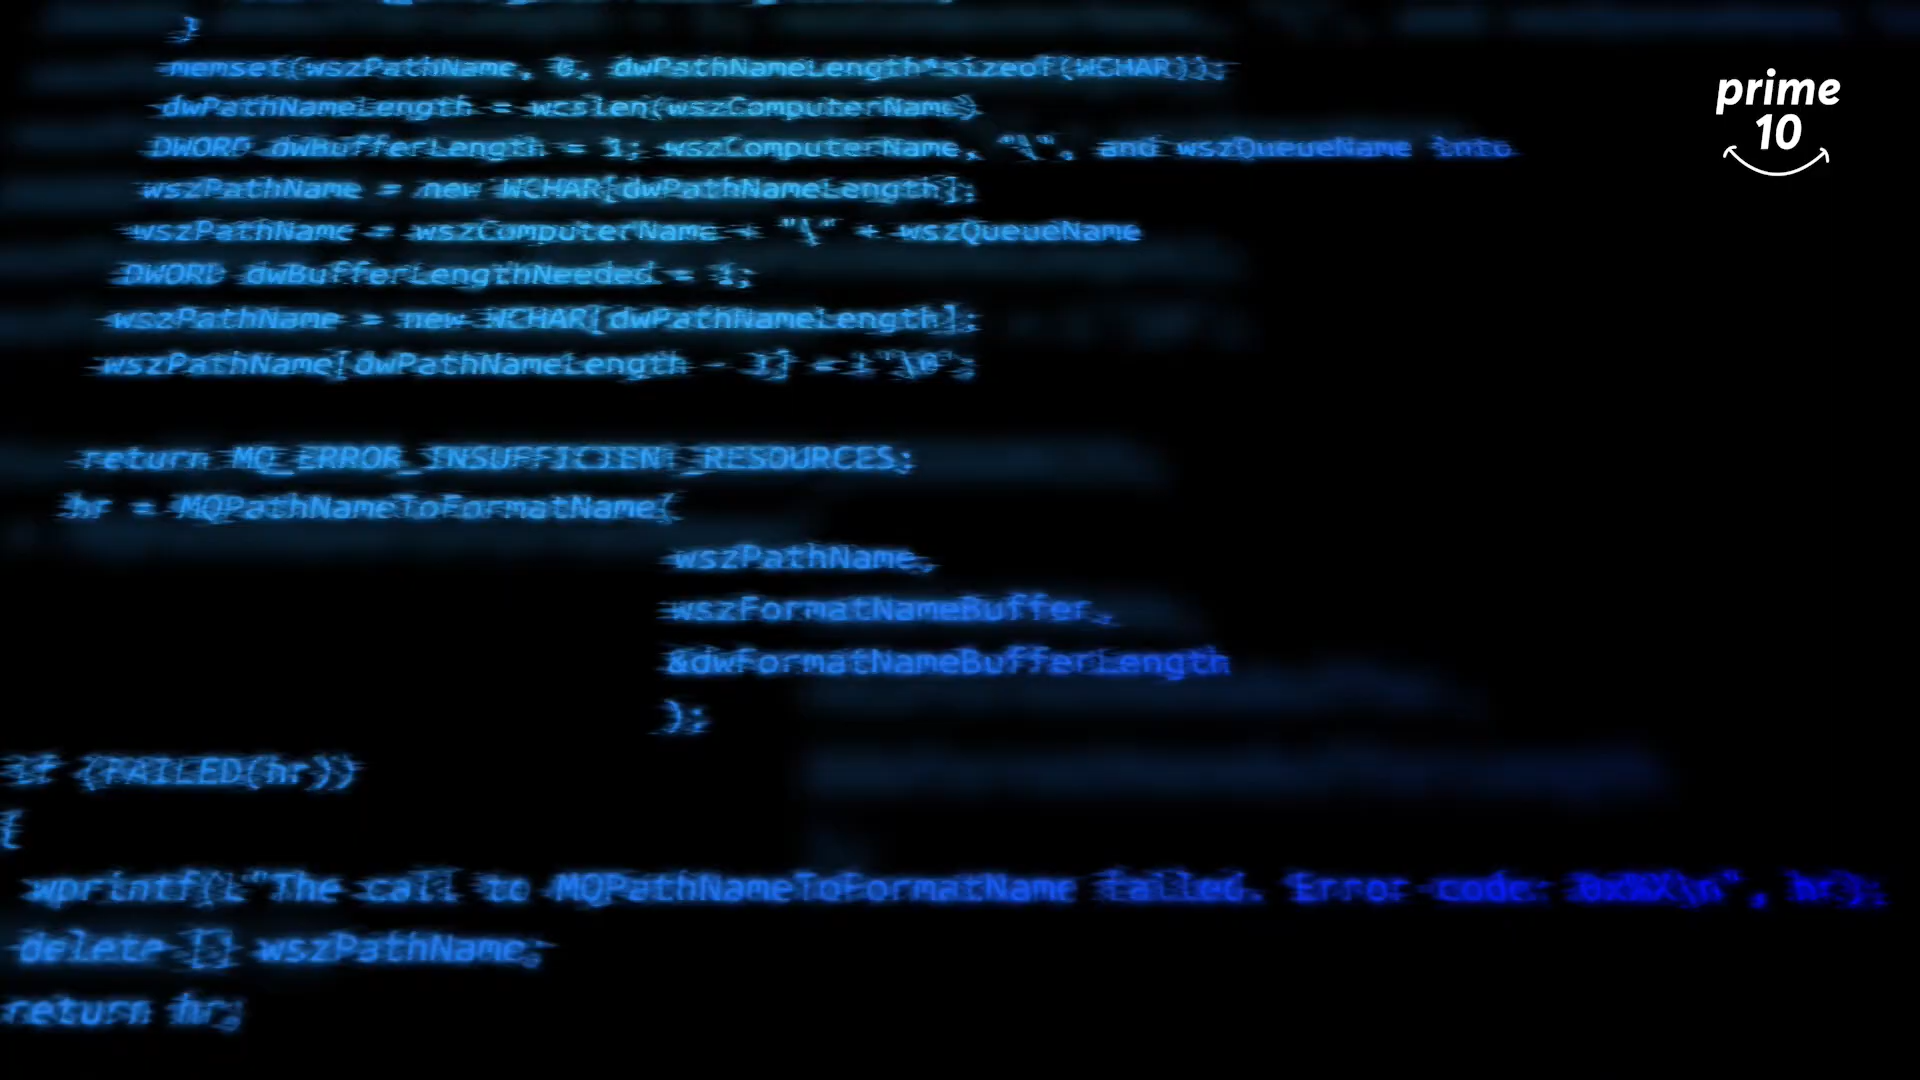 }
memset(wszPathName, 0, dwPathNameLength*sizeof(WCHAR));
dwPathNameLength = wcslen(wszComputerName)
DWORD dwBufferLength = 1; wszComputerName, "\", and wszQueueName into
wszPathName = new WCHAR[dwPathNameLength];
wszPathName = wszComputerName + "\" + wszQueueName
DWORD dwBufferLengthNeeded = 1;
wszPathName = new WCHAR[dwPathNameLength];
wszPathName[dwPathNameLength - 1] =
return MQ_ERROR_INSUFFICIENT_RESOURCES;
hr = MQPathNameToFormatName(
wszPathName,
wszFormatNameBuffer,
&dwFormatNameBufferLength
);
if (FAILED(hr))
{
wprintf(L"The call to MQPathNameToFormatName failed. Error code: 0x%X\n", hr);
delete [] wszPathName;
return hr;
prime
10